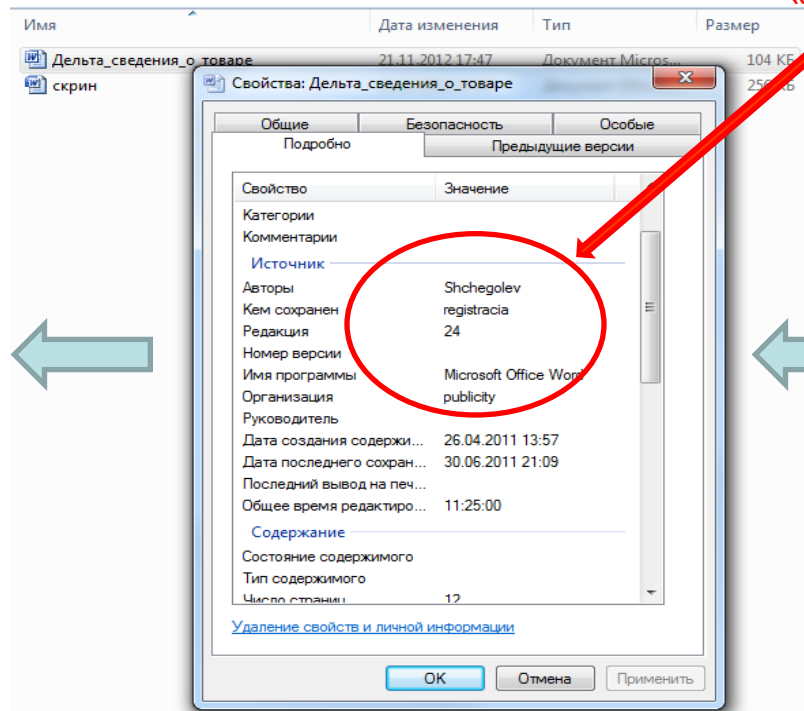 «
Имя Дата изменения Тип Размер
Дельта_сведения_о_товаре 21.11.2012 17:47 Документ Micros... 104 КБ
скрин КБ
Свойства: Дельта_сведения_о_товаре
Общие Безопасность Особые
Подробно Предыдущие версии
Свойство Значение
Категории
Комментарии
Источник
Авторы Shchegolev
Кем сохранен registracia
Редакция 24
Номер версии
Имя программы Microsoft Office Word
Организация publicity
Руководитель
Дата создания содержи... 26.04.2011 13:57
Дата последнего сохран... 30.06.2011 21:09
Последний вывод на печ...
Общее время редактиро... 11:25:00
Содержание
Состояние содержимого
Тип содержимого
Число страниц 12
Удаление свойств и личной информации
OK Отмена Применить